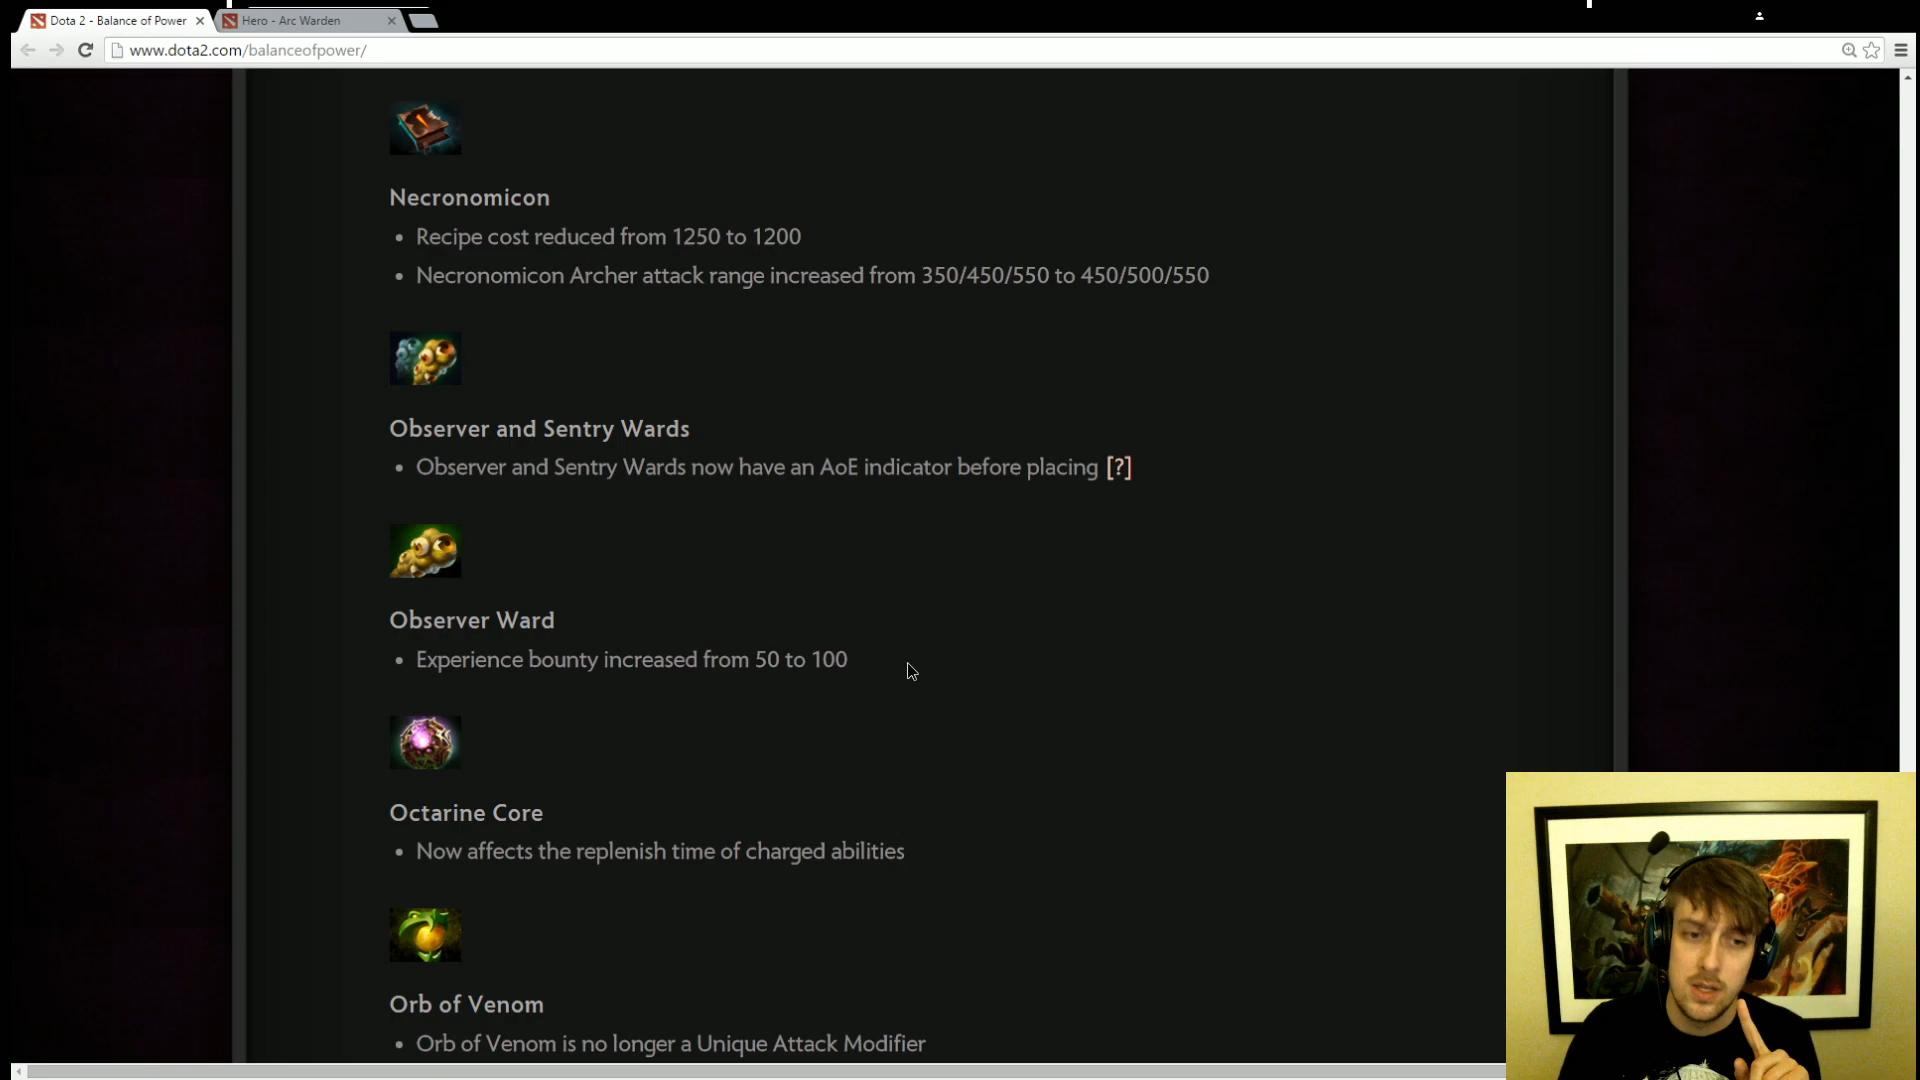 Dota 2 - Balance of Power
Hero - Arc Warden
www.dota2.com/balanceofpower/
Necronomicon
• Recipe cost reduced from 1250 to 1200
• Necronomicon Archer attack range increased from 350/450/550 to 450/500/550
Observer and Sentry Wards
• Observer and Sentry Wards now have an AoE indicator before placing [?]
Observer Ward
• Experience bounty increased from 50 to 100
Octarine Core
• Now affects the replenish time of charged abilities
Orb of Venom
• Orb of Venom is no longer a Unique Attack Modifier